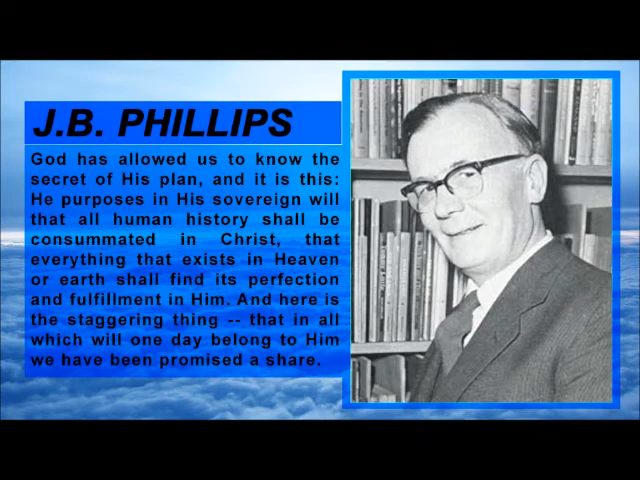 J.B. PHILLIPS
God has allowed us to know the
secret of His plan, and it is this:
He purposes in His sovereign will
that all human history shall be
consummated in Christ, that
everything that exists in Heaven
or earth shall find its perfection
and fulfillment in Him. And here is
the staggering thing -- that in all
which will one day belong to Him
we have been promised a share.